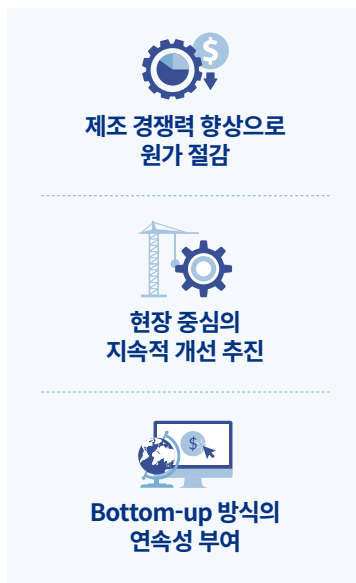 $
제조 경쟁력 향상으로
원가 절감
현장 중심의
지속적 개선 추진
$
Bottom-up 방식의
연속성 부여